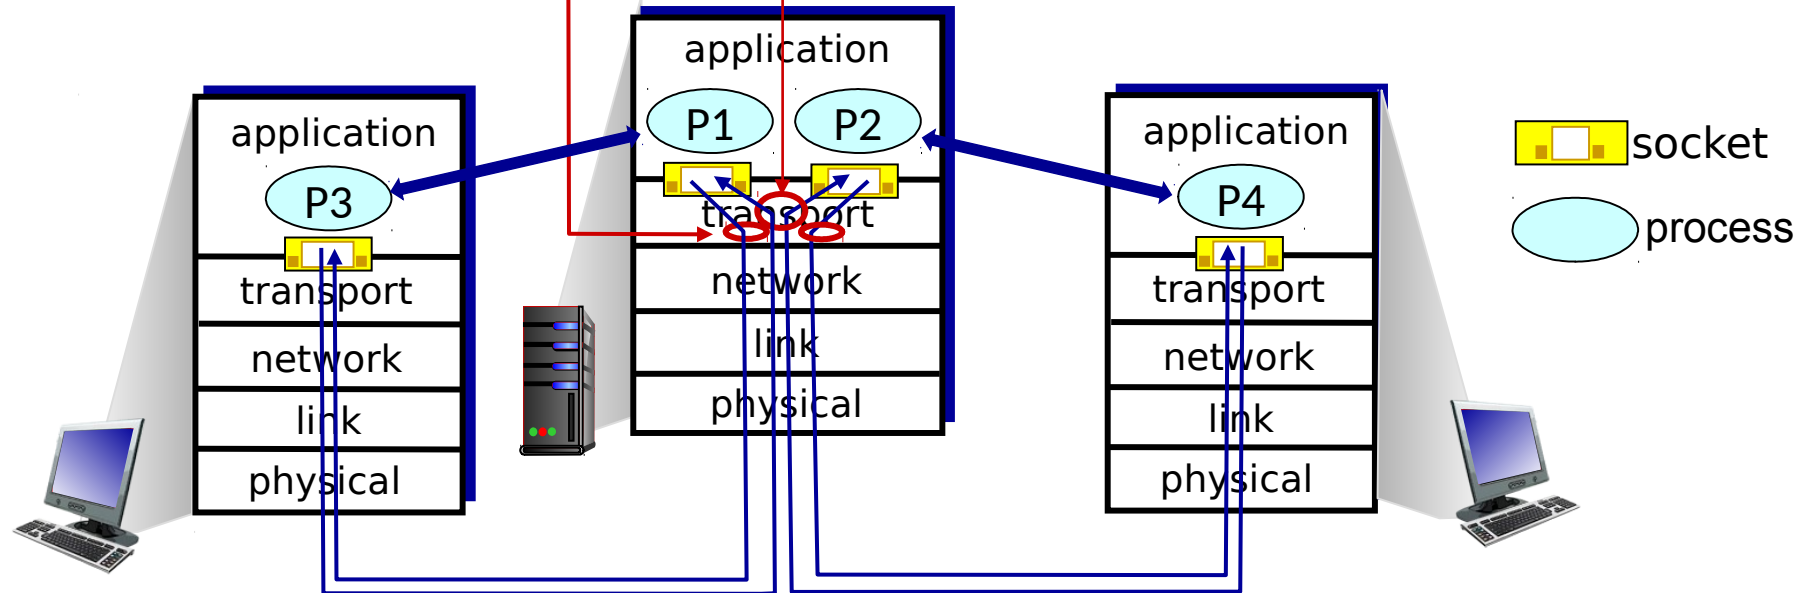 application
P3
transport
network
link
physical
application
P1 P2
transport
network
link
physical
application
P4
transport
network
link
physical
socket
process